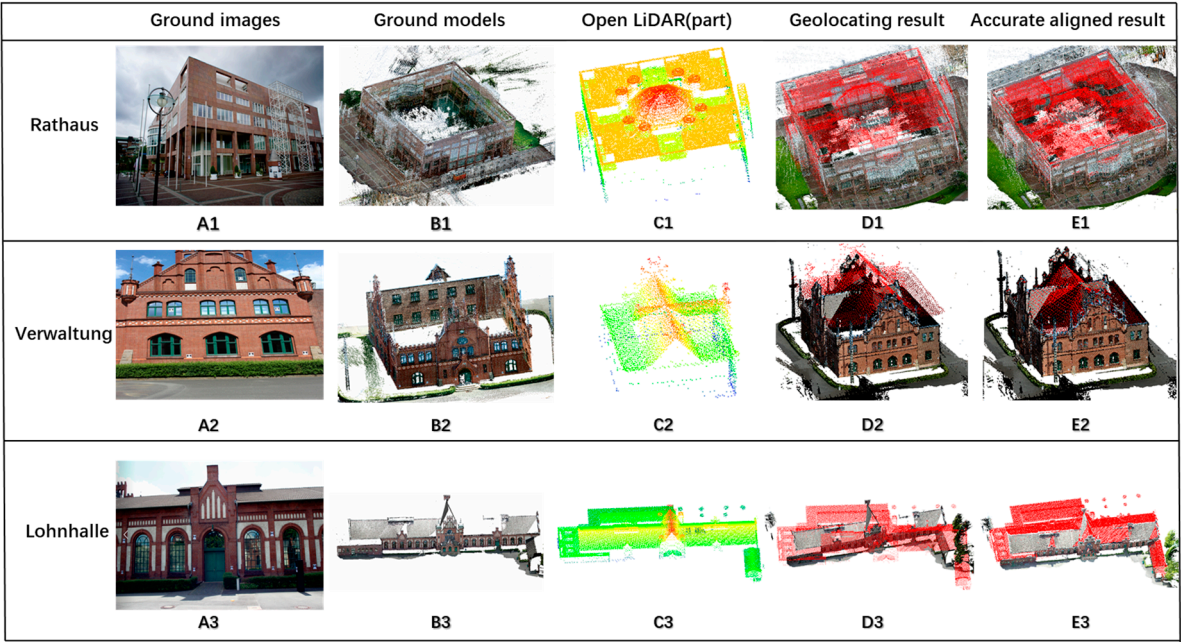 Ground images Ground models Open LiDAR(part) Geolocating result Accurate aligned result
Rathaus
A1 B1 C1 D1 E1
Verwaltung
A2 B2 C2 D2 E2
Lohnhalle
A3 B3 C3 D3 E3